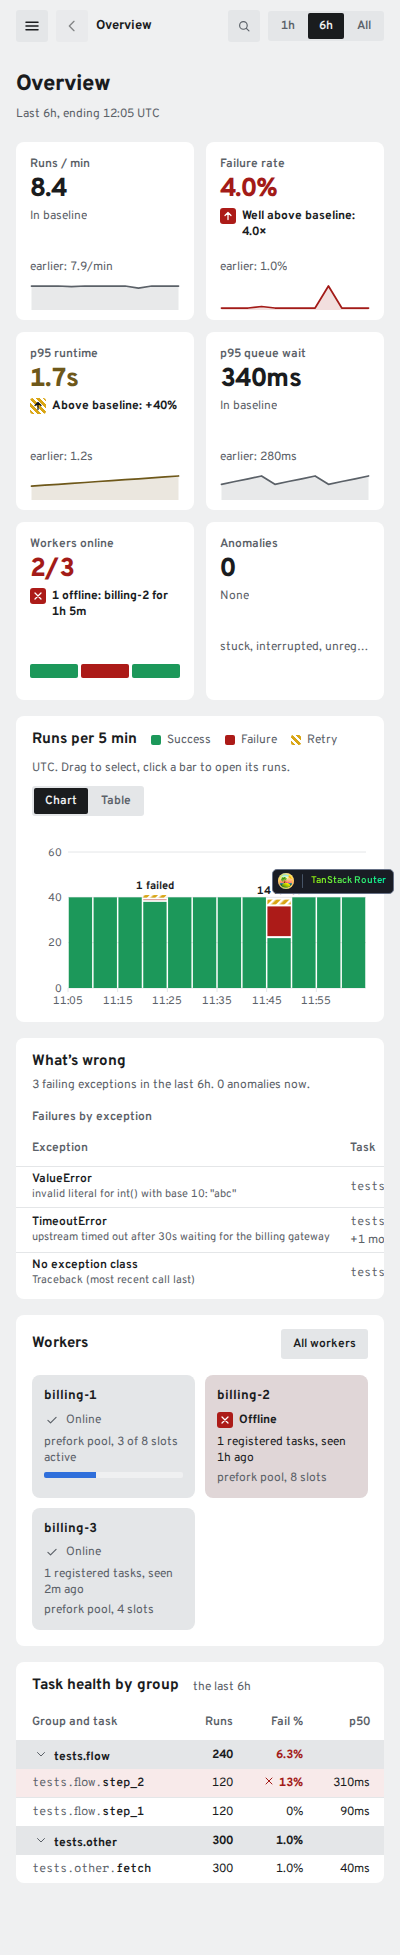 Overview
1h 6h All
Overview
Last 6h, ending 12:05 UTC
Runs / min
8.4
In baseline
earlier: 7.9/min
Failure rate
4.0%
Well above baseline:
4.0×
earlier: 1.0%
p95 runtime
1.7s
Above baseline: +40%
earlier: 1.2s
p95 queue wait
340ms
In baseline
earlier: 280ms
Workers online
2/3
1 offline: billing-2 for
1h 5m
Anomalies
0
None
stuck, interrupted, unreg...
Runs per 5 min Success Failure Retry
UTC. Drag to select, click a bar to open its runs.
Chart Table
60
40
20
0
1 failed
14
TanStack Router
11:05 11:15 11:25 11:35 11:45 11:55
What's wrong
3 failing exceptions in the last 6h. 0 anomalies now.
Failures by exception
Exception Task
ValueError
invalid literal for int() with base 10: "abc"
tests
TimeoutError
upstream timed out after 30s waiting for the billing gateway
tests
+1 mo
No exception class
Traceback (most recent call last)
tests
Workers
All workers
billing-1
Online
prefork pool, 3 of 8 slots
active
billing-2
Offline
1 registered tasks, seen
1h ago
prefork pool, 8 slots
billing-3
Online
1 registered tasks, seen
2m ago
prefork pool, 4 slots
Task health by group the last 6h
Group and task Runs Fail % p50
tests.flow 240 6.3%
tests.flow.step_2 120 13% 310ms
tests.flow.step_1 120 0% 90ms
tests.other 300 1.0%
tests.other.fetch 300 1.0% 40ms